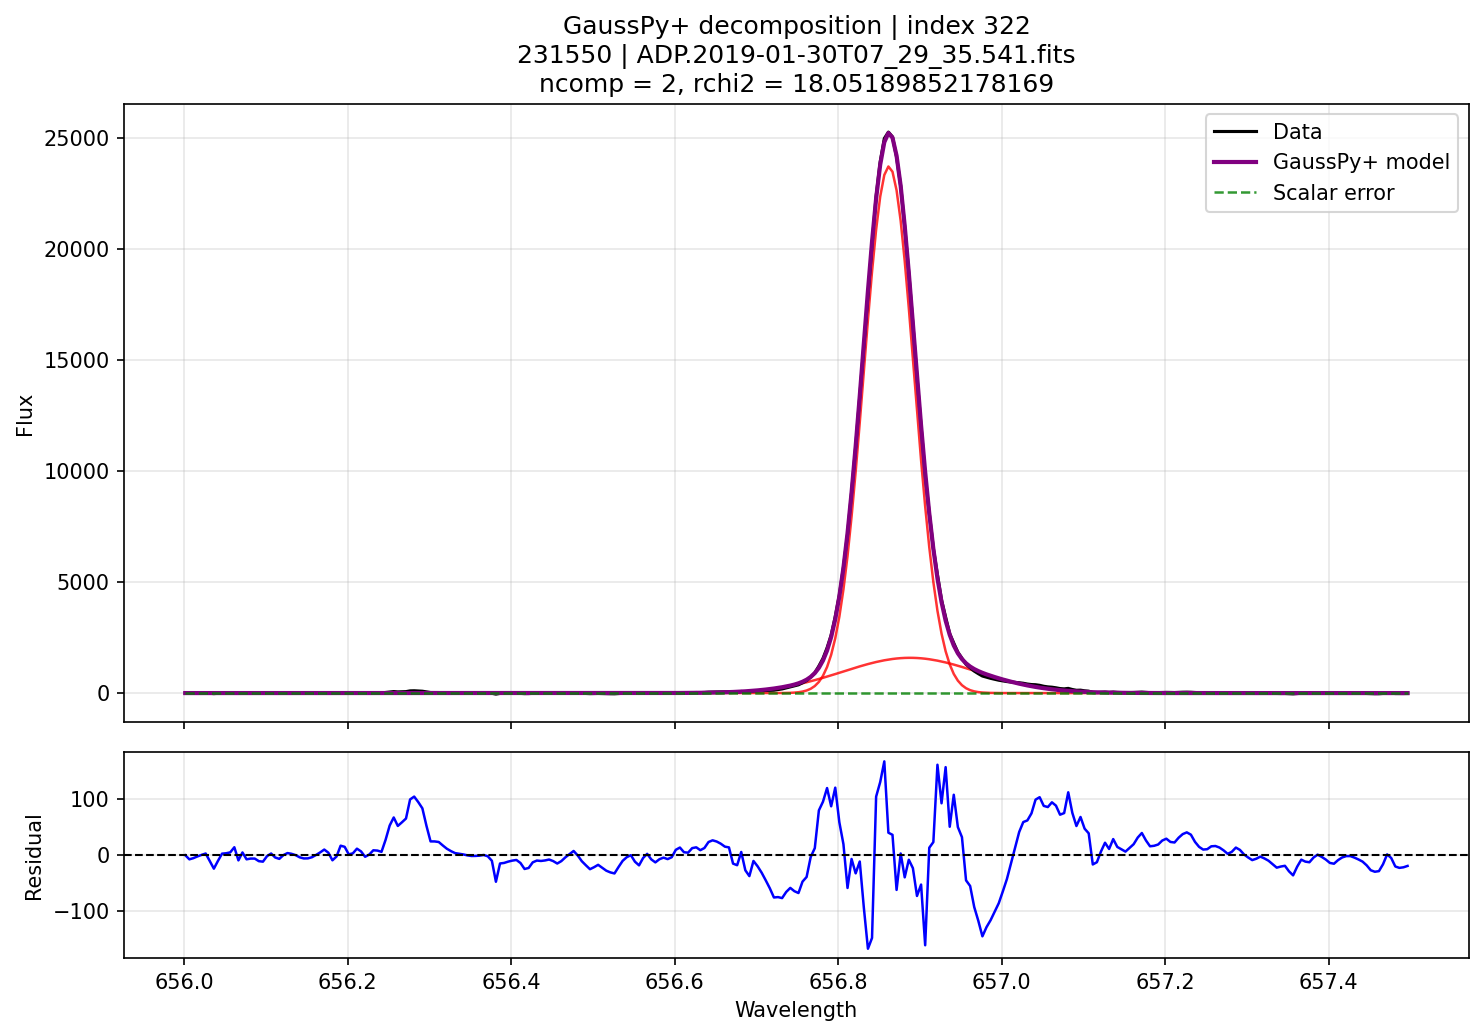 GaussPy+ decomposition | index 322
231550 | ADP.2019-01-30T07_29_35.541.fits
ncomp = 2, rchi2 = 18.05189852178169
Data
GaussPy+ model
Scalar error
25000
20000
15000
10000
5000
0
Flux
100
0
−100
Residual
656.0
656.2
656.4
656.6
656.8
657.0
657.2
657.4
Wavelength